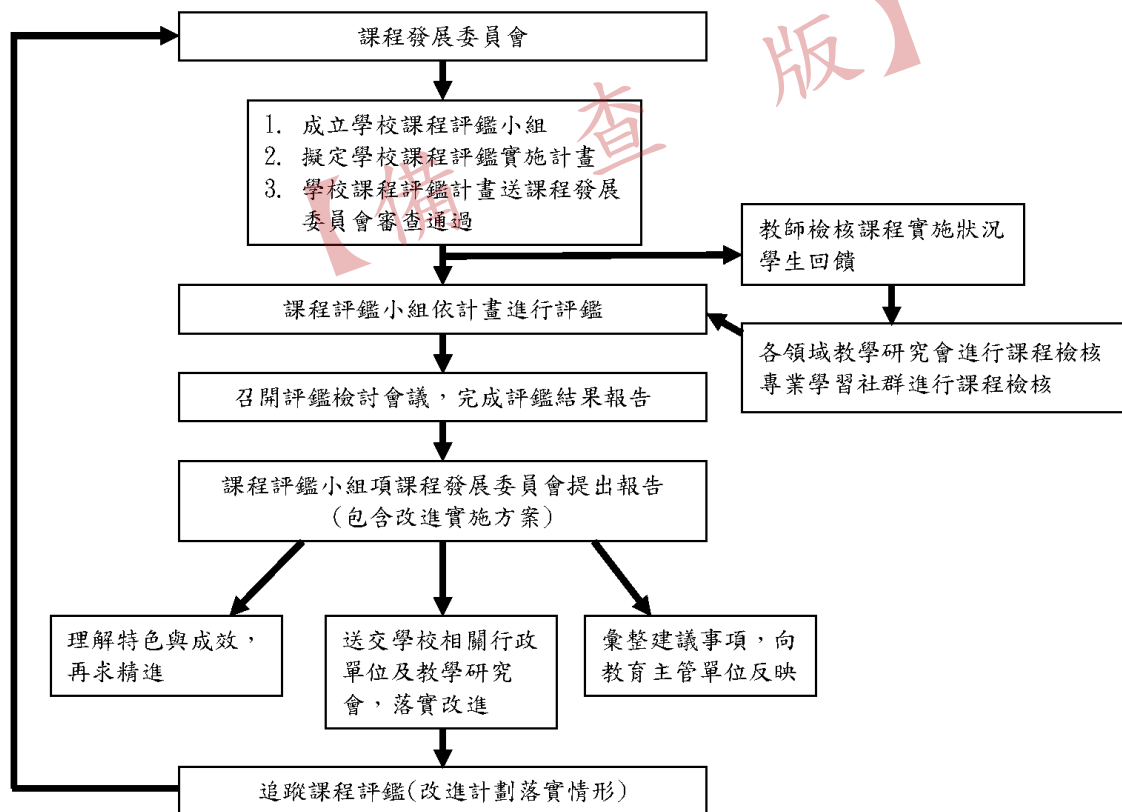 課程發展委員會
1. 成立學校課程評鑑小組
2. 擬定學校課程評鑑實施計畫
3. 學校課程評鑑計畫送課程發展
委員會審查通過
教師檢核課程實施狀況
學生回饋
課程評鑑小組依計畫進行評鑑
各領域教學研究會進行課程檢核
專業學習社群進行課程檢核
召開評鑑檢討會議，完成評鑑結果報告
課程評鑑小組項課程發展委員會提出報告
(包含改進實施方案)
理解特色與成效，
再求精進
送交學校相關行政
單位及教學研究
會，落實改進
彙整建議事項，向
教育主管單位反映
追蹤課程評鑑(改進計劃落實情形)
【備查版】